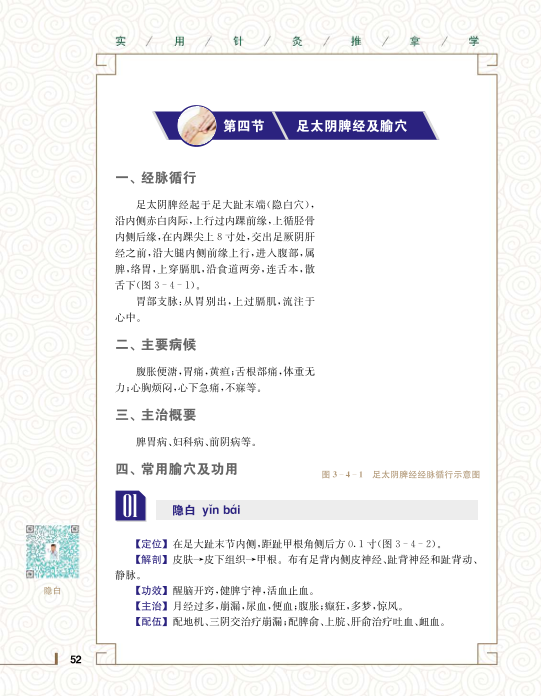 实 / 用 / 针 / 灸 / 推 / 拿 / 学
第四节 足太阴脾经及腧穴
一、经脉循行
足太阴脾经起于足大趾末端(隐白穴),
沿内侧赤白肉际,上行过内踝前缘,上循胫骨
内侧后缘,在内踝尖上8寸处,交出足厥阴肝
经之前,沿大腿内侧前缘上行,进入腹部,属
脾,络胃,上穿膈肌,沿食道两旁,连舌本,散
舌下(图3-4-1)。
胃部支脉:从胃别出,上过膈肌,流注于
心中。
二、主要病候
腹胀便溏,胃痛,黄疸;舌根部痛,体重无
力;心胸烦闷,心下急痛,不寐等。
三、主治概要
脾胃病、妇科病、前阴病等。
四、常用腧穴及功用
图3-4-1 足太阴脾经经脉循行示意图
01
隐白 yǐn bái
【定位】在足大趾末节内侧,距趾甲根角侧后方0.1寸(图3-4-2)。
【解剖】皮肤→皮下组织→甲根。布有足背内侧皮神经、趾背神经和趾背动、
静脉。
【功效】醒脑开窍,健脾宁神,活血止血。
【主治】月经过多,崩漏,尿血,便血;腹胀;癫狂,多梦,惊风。
【配伍】配地机、三阴交治疗崩漏;配脾俞、上脘、肝俞治疗吐血、衄血。
隐白
52